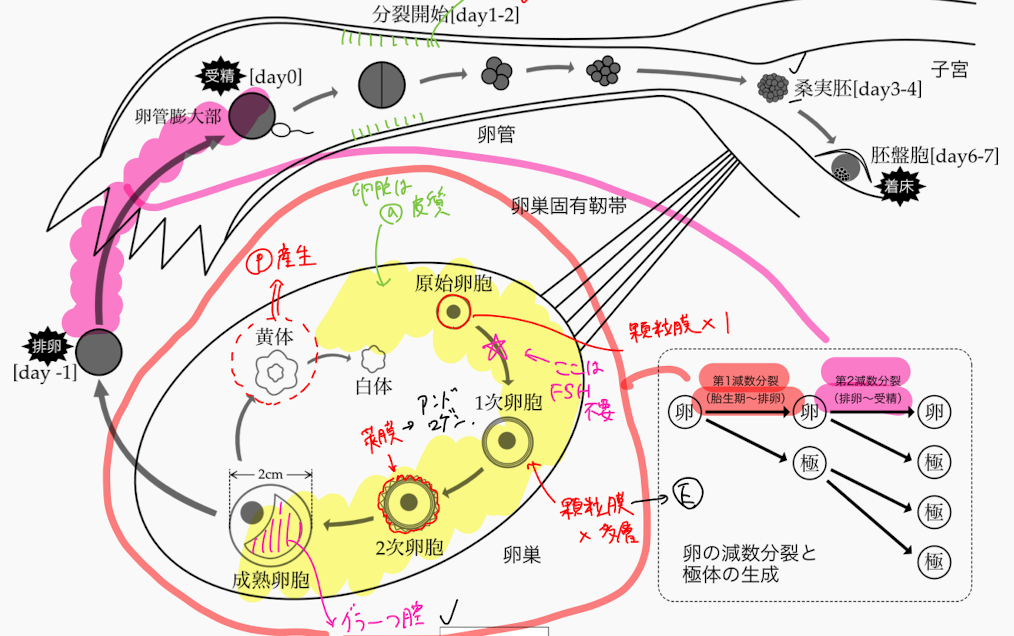 分裂開始[day1-2]
受精 [day0]
卵管膨大部
子宮
桑実胚[day3-4]
卵管
胚盤胞[day6-7]
着床
卵胞は
ⓐ皮質
卵巣固有靭帯
Ⓟ産生
原始卵胞
顆粒膜×1
排卵
[day -1]
黄体
白体
ここは
FSH
不要
アンド
ロゲン.
1次卵胞
莢膜→
2cm
顆粒膜
×多層
→Ⓔ
2次卵胞
卵巣
成熟卵胞
グラーフ腔
第1減数分裂
(胎生期〜排卵)
第2減数分裂
(排卵〜受精)
卵 卵 卵
極 極
極
極
卵の減数分裂と
極体の生成